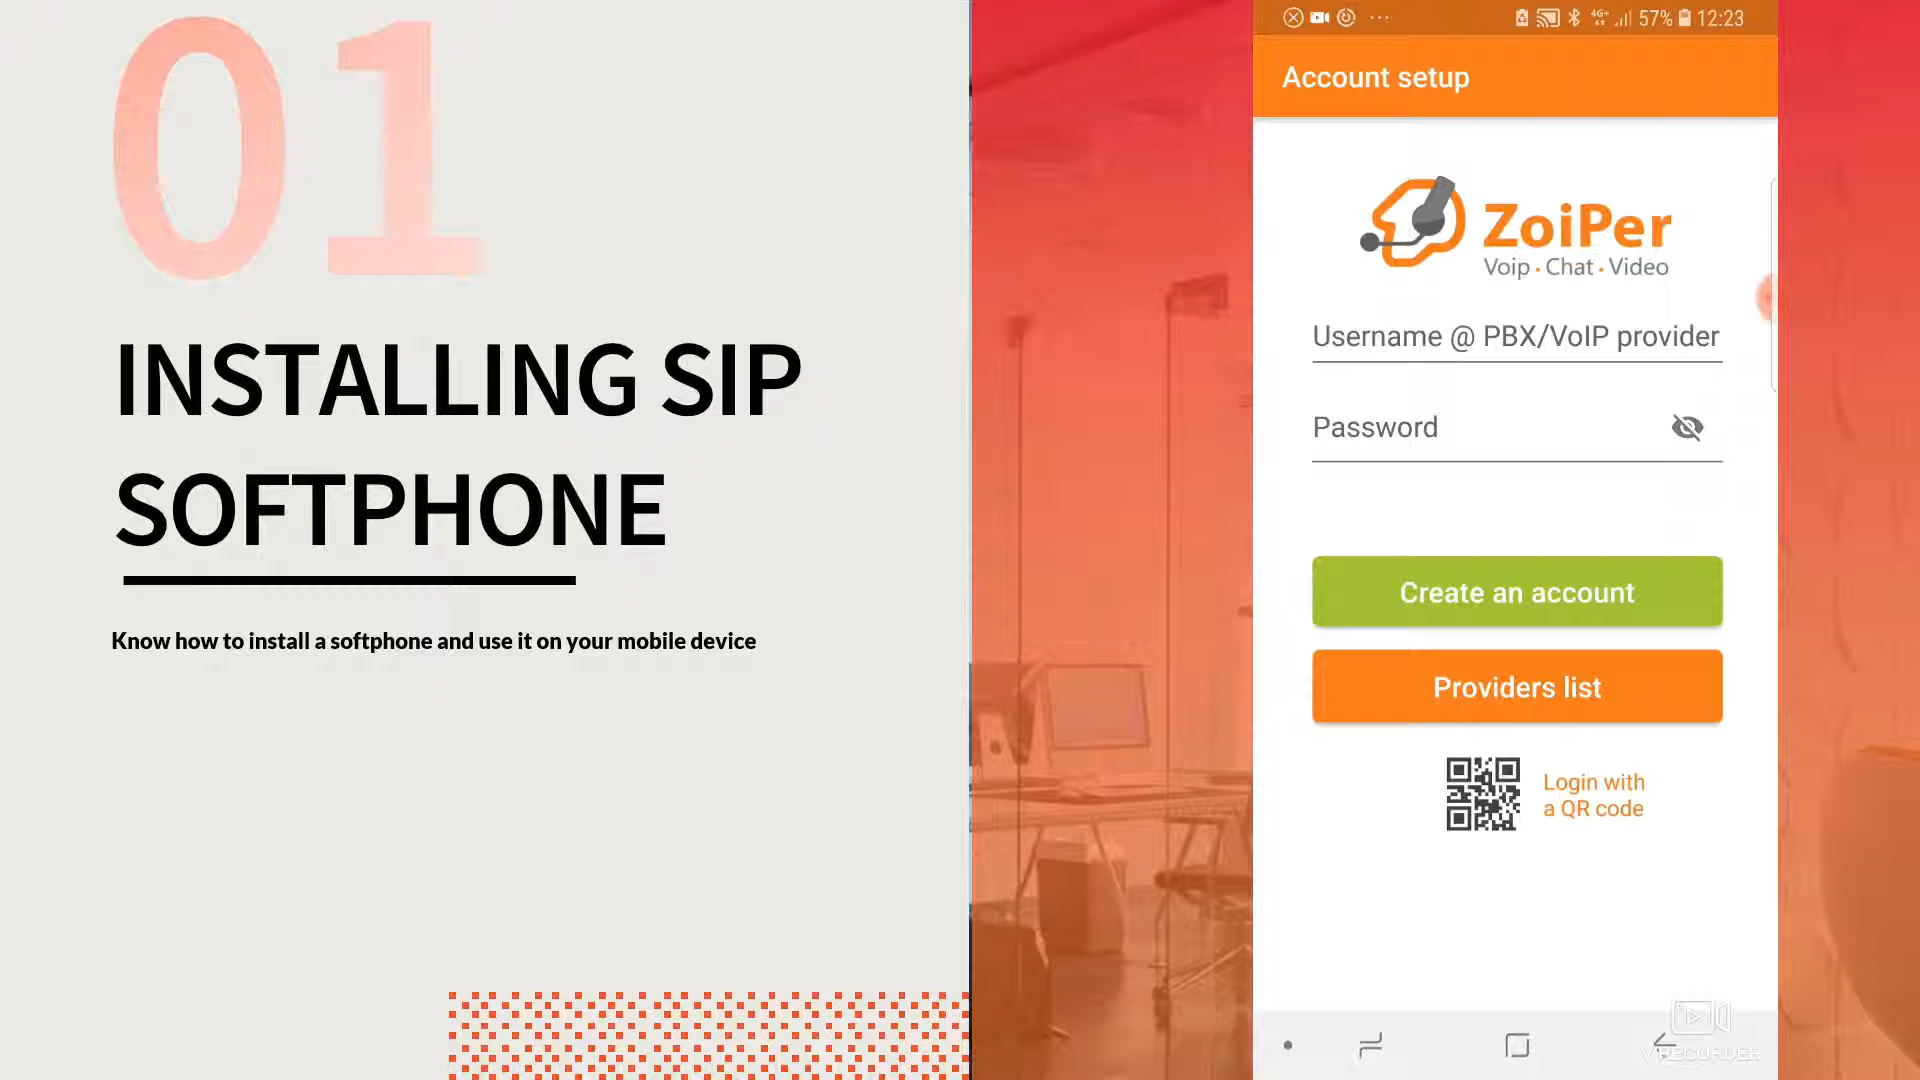 01
INSTALLING SIP
SOFTPHONE
Know how to install a softphone and use it on your mobile device
4G+ 57% 12:23
Account setup
ZoiPer
Voip · Chat · Video
Username @ PBX/VoIP provider
Password
Create an account
Providers list
Login with
a QR code